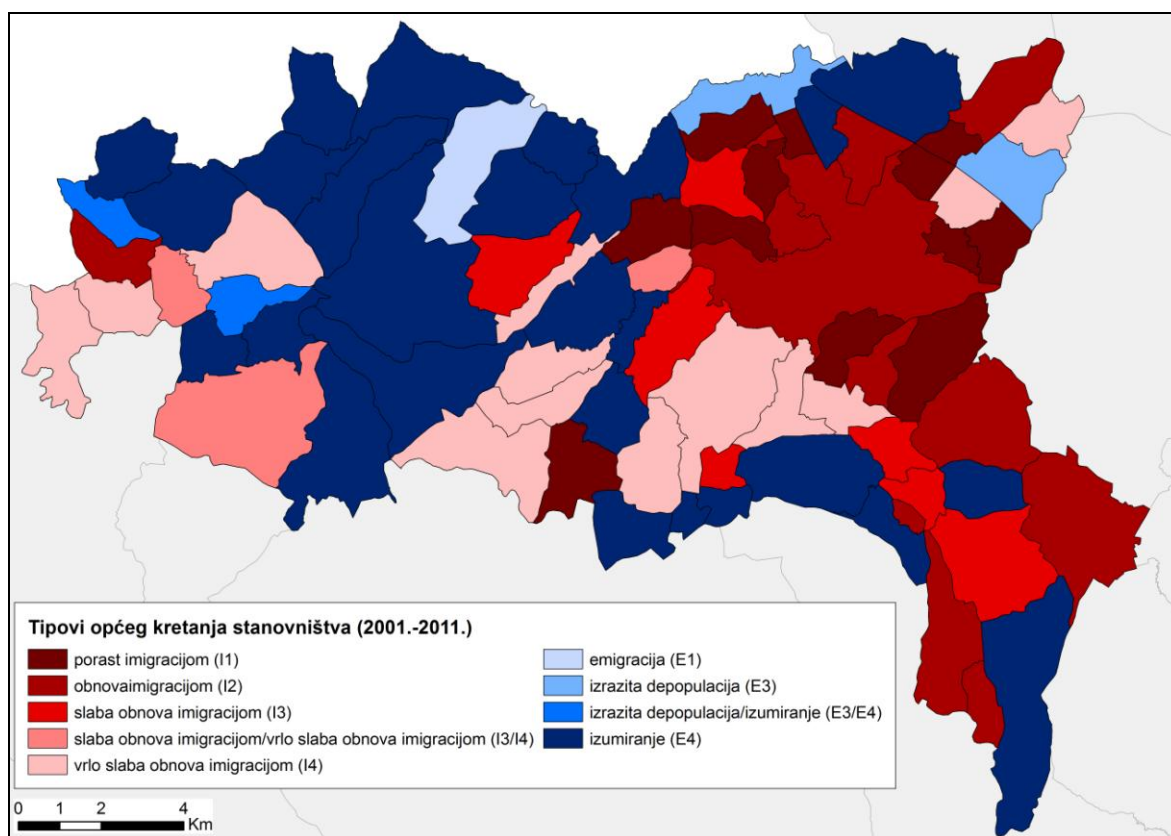 Tipovi općeg kretanja stanovništva (2001.-2011.)
porast imigracijom (I1)
obnovaimigracijom (I2)
slaba obnova imigracijom (I3)
slaba obnova imigracijom/vrlo slaba obnova imigracijom (I3/I4)
vrlo slaba obnova imigracijom (I4)
emigracija (E1)
izrazita depopulacija (E3)
izrazita depopulacija/izumiranje (E3/E4)
izumiranje (E4)
0 1 2 4
Km